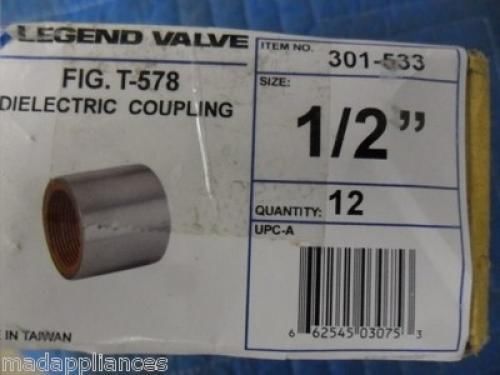 LEGEND VALVE
FIG. T-578
DIELECTRIC COUPLING
ITEM NO. 301-533
SIZE:
1/2”
QUANTITY: 12
UPC-A
6 62545 03075 3
E IN TAIWAN
madappliances